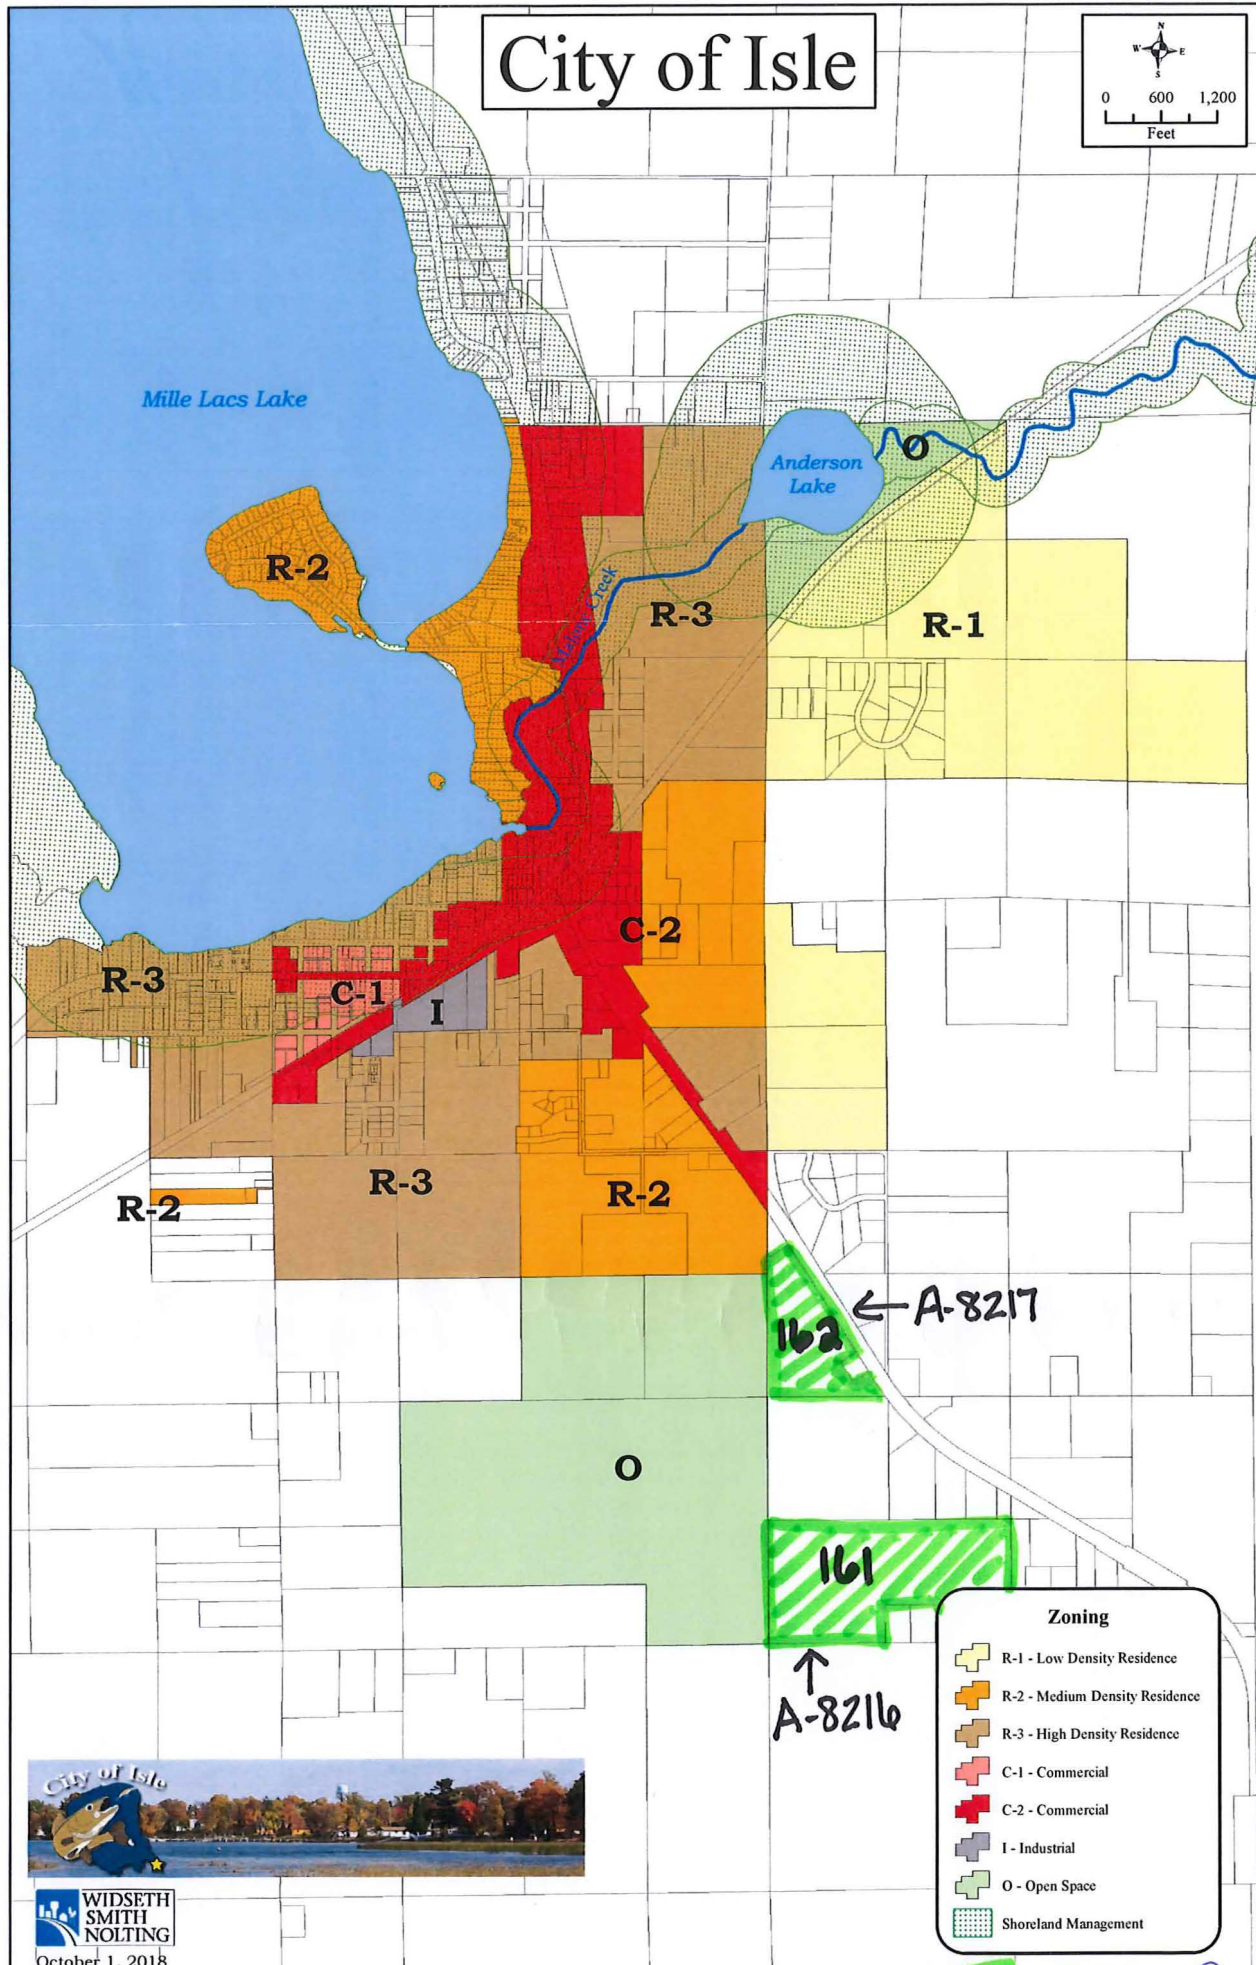 City of Isle
N
W E
S
0 600 1,200
Feet
Mille Lacs Lake
Anderson
Lake
O
R-2
Malone Creek
R-3
R-1
C-2
R-3
C-1
I
R-3
R-2
R-2
162
← A-8217
O
161
↑
A-8216
Zoning
R-1 - Low Density Residence
R-2 - Medium Density Residence
R-3 - High Density Residence
C-1 - Commercial
C-2 - Commercial
I - Industrial
O - Open Space
Shoreland Management
City of Isle
WIDSETH
SMITH
NOLTING
October 1, 2018